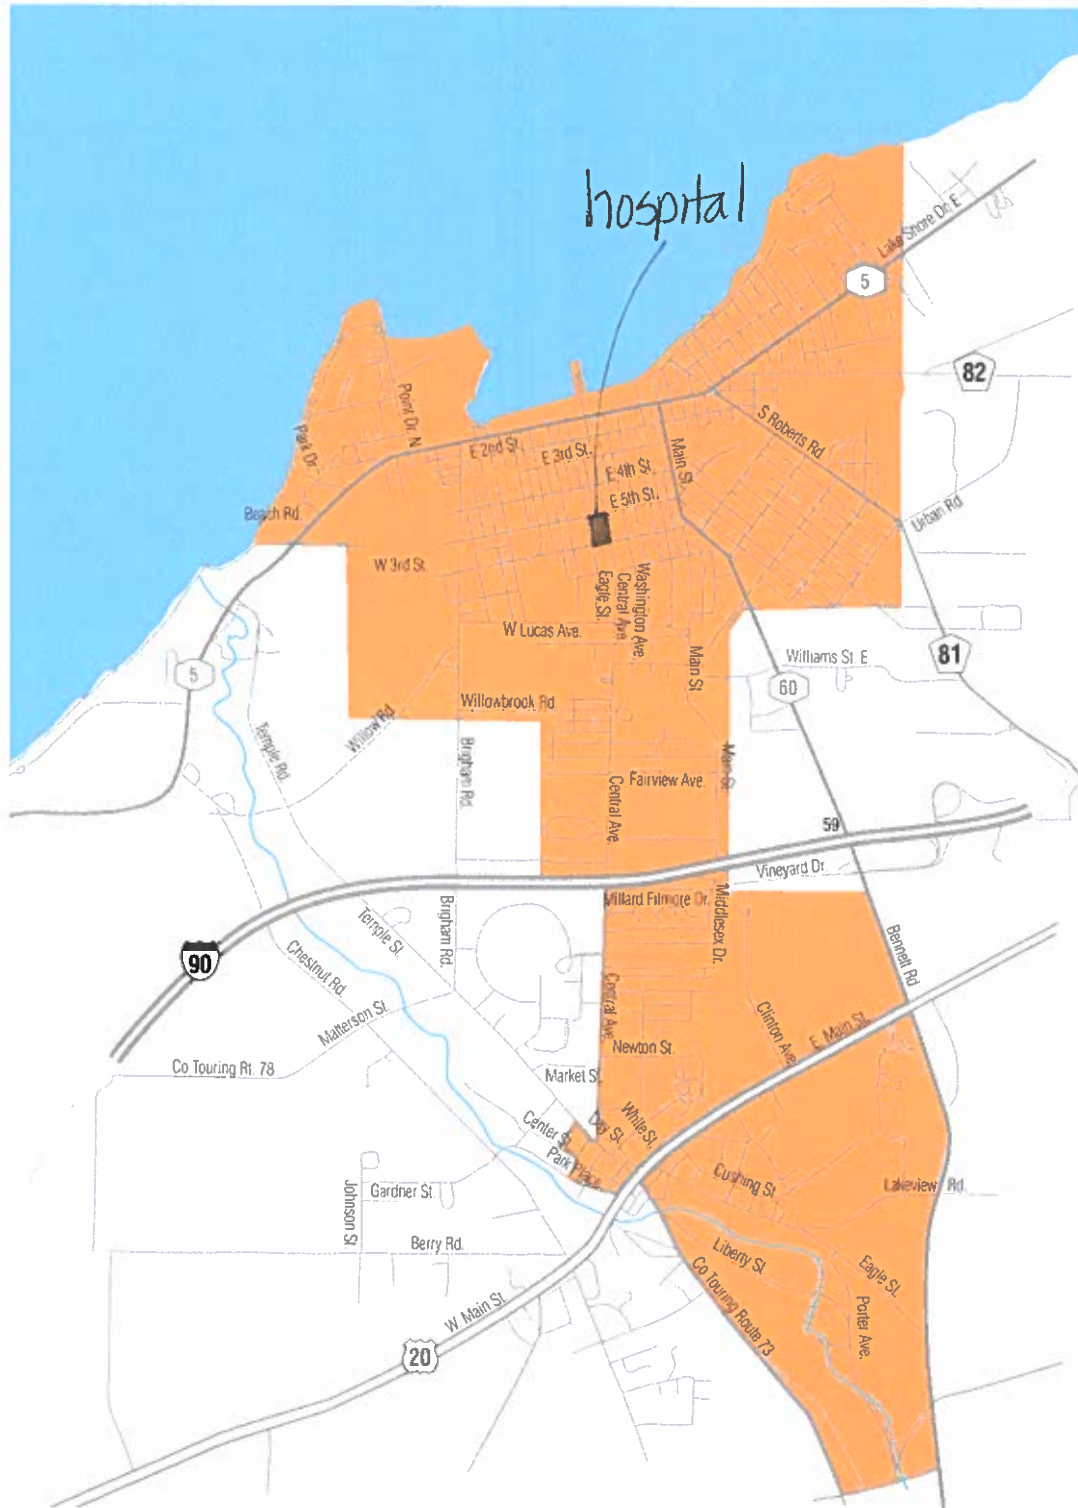 hospital
Lake Shore Dr. E
5
82
Point Dr. N
Park Dr.
S Roberts Rd.
E 2nd St.
E 3rd St.
Main St.
E 4th St.
E 5th St.
Beach Rd.
Urban Rd
W 3rd St.
Washington Ave.
Central Ave.
Eagle St.
W Lucas Ave.
Main St
Williams St. E
81
5
60
Willowbrook Rd.
Willow Rd.
Temple Rd.
Brigham Rd.
Main St.
Fairview Ave.
Central Ave.
59
Vineyard Dr.
Millard Filmore Dr.
Middlesex Dr.
Brigham Rd.
Temple St.
Bennett Rd
90
Chestnut Rd.
Matterson St.
Central Ave.
Clinton Ave.
E. Main St.
Newton St.
Co Touring Rt. 78
Market St.
White St.
Day St.
Center St.
Park Place
Cushing St.
Lakeview Rd.
Johnson St.
Gardner St.
Berry Rd.
Liberty St.
Eagle St.
Co Touring Route 73
Porter Ave.
W. Main St.
20